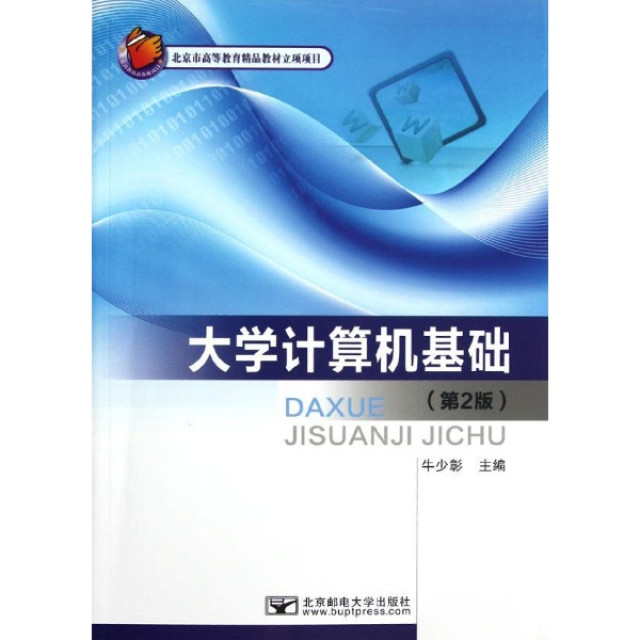 北京市高等教育精品教材立项项目
W
W
W
大学计算机基础
(第2版)
DAXUE
JISUANJI JICHU
牛少彰 主编
北京邮电大学出版社
www.buptpress.com